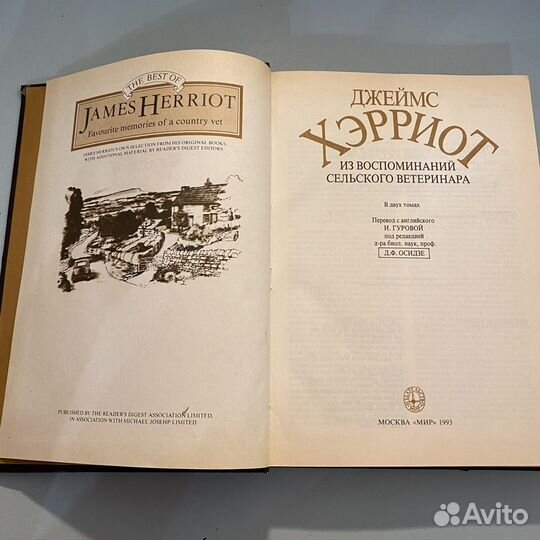 THE BEST OF
JAMES HERRIOT
Favourite memories of a country vet
JAMES HERRIOT'S OWN SELECTION FROM HIS ORIGINAL BOOKS,
WITH ADDITIONAL MATERIAL BY READER'S DIGEST EDITORS
PUBLISHED BY THE READER'S DIGEST ASSOCIATION LIMITED,
IN ASSOCIATION WITH MICHAEL JOSEHP LIMITED
ДЖЕЙМС
ХЭРРИОТ
ИЗ ВОСПОМИНАНИЙ
СЕЛЬСКОГО ВЕТЕРИНАРА
В двух томах
Перевод с английского
И. ГУРОВОЙ
под редакцией
д-ра биол. наук, проф.
Д.Ф. ОСИДЗЕ
МОСКВА «МИР» 1993
Avito